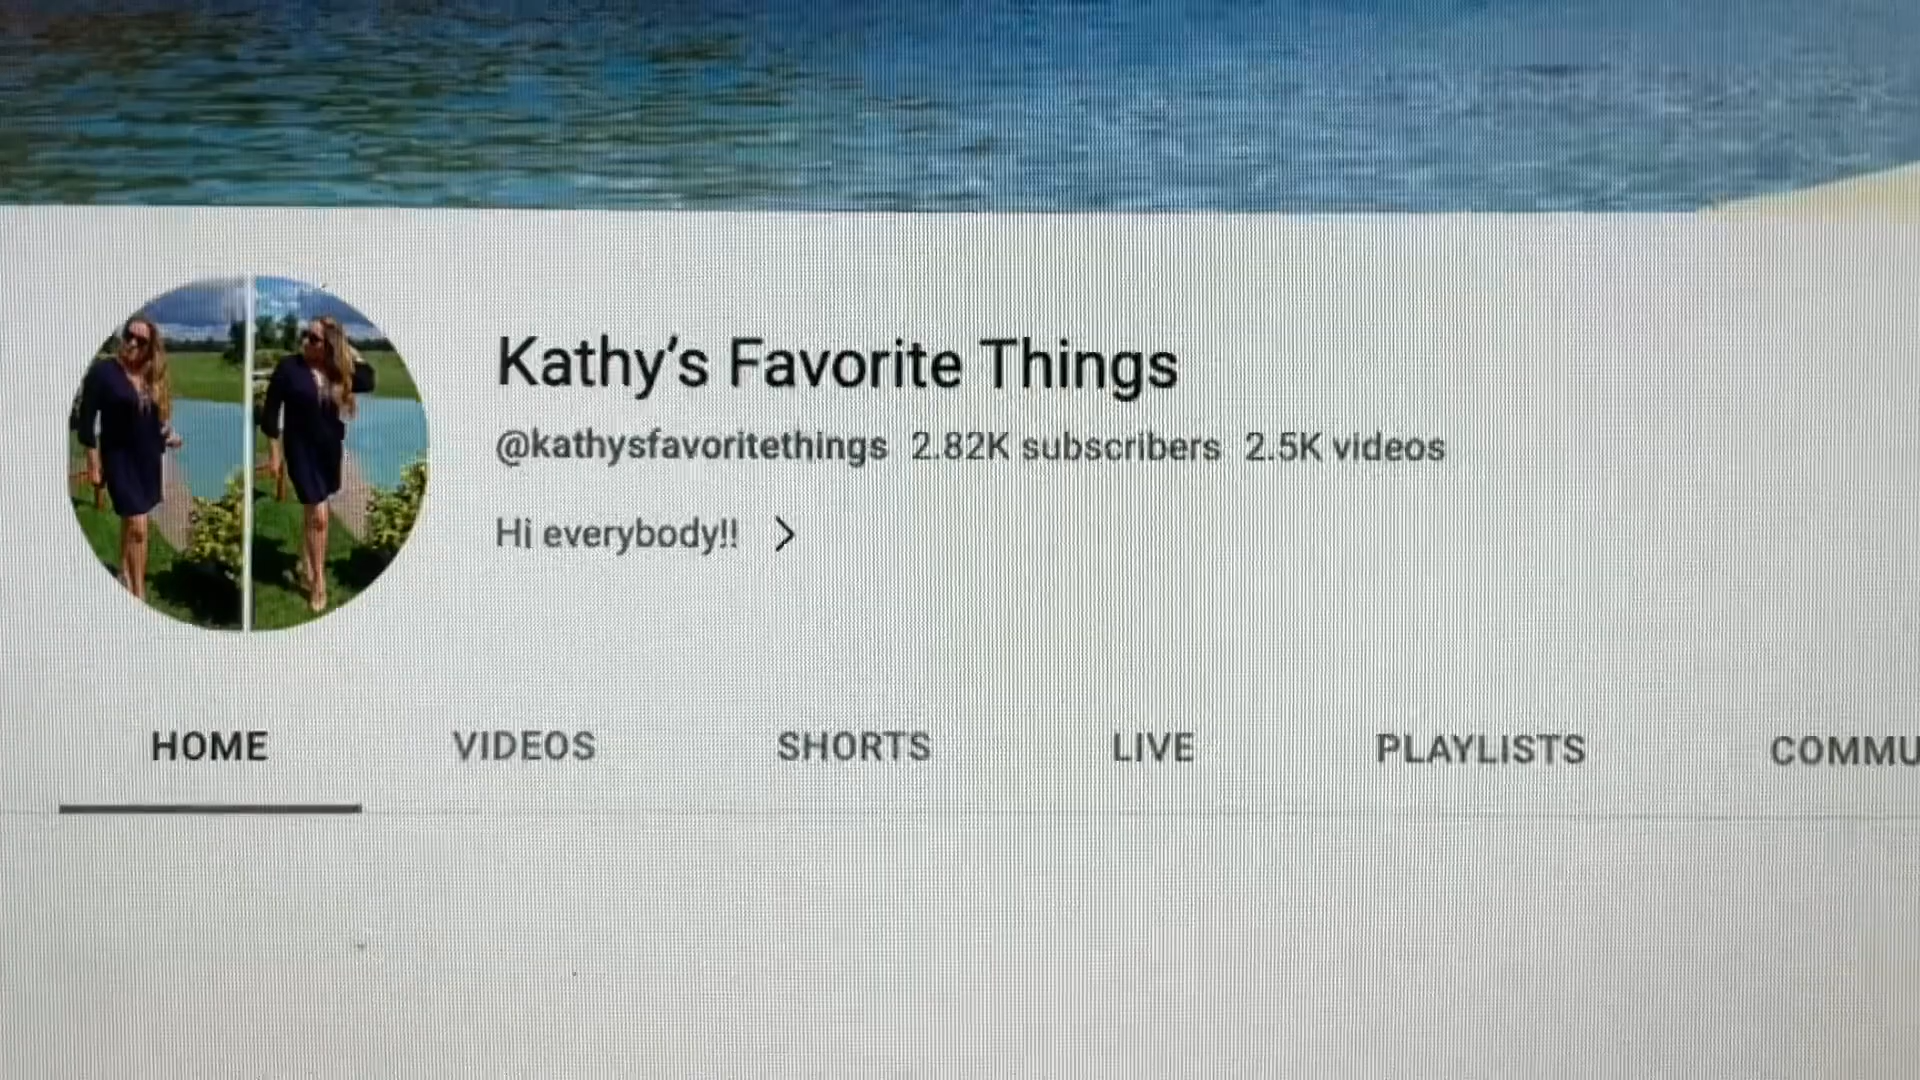 Kathy's Favorite Things
@kathysfavoritethings 2.82K subscribers 2.5K videos
Hi everybody!!
HOME VIDEOS SHORTS LIVE PLAYLISTS COMMU